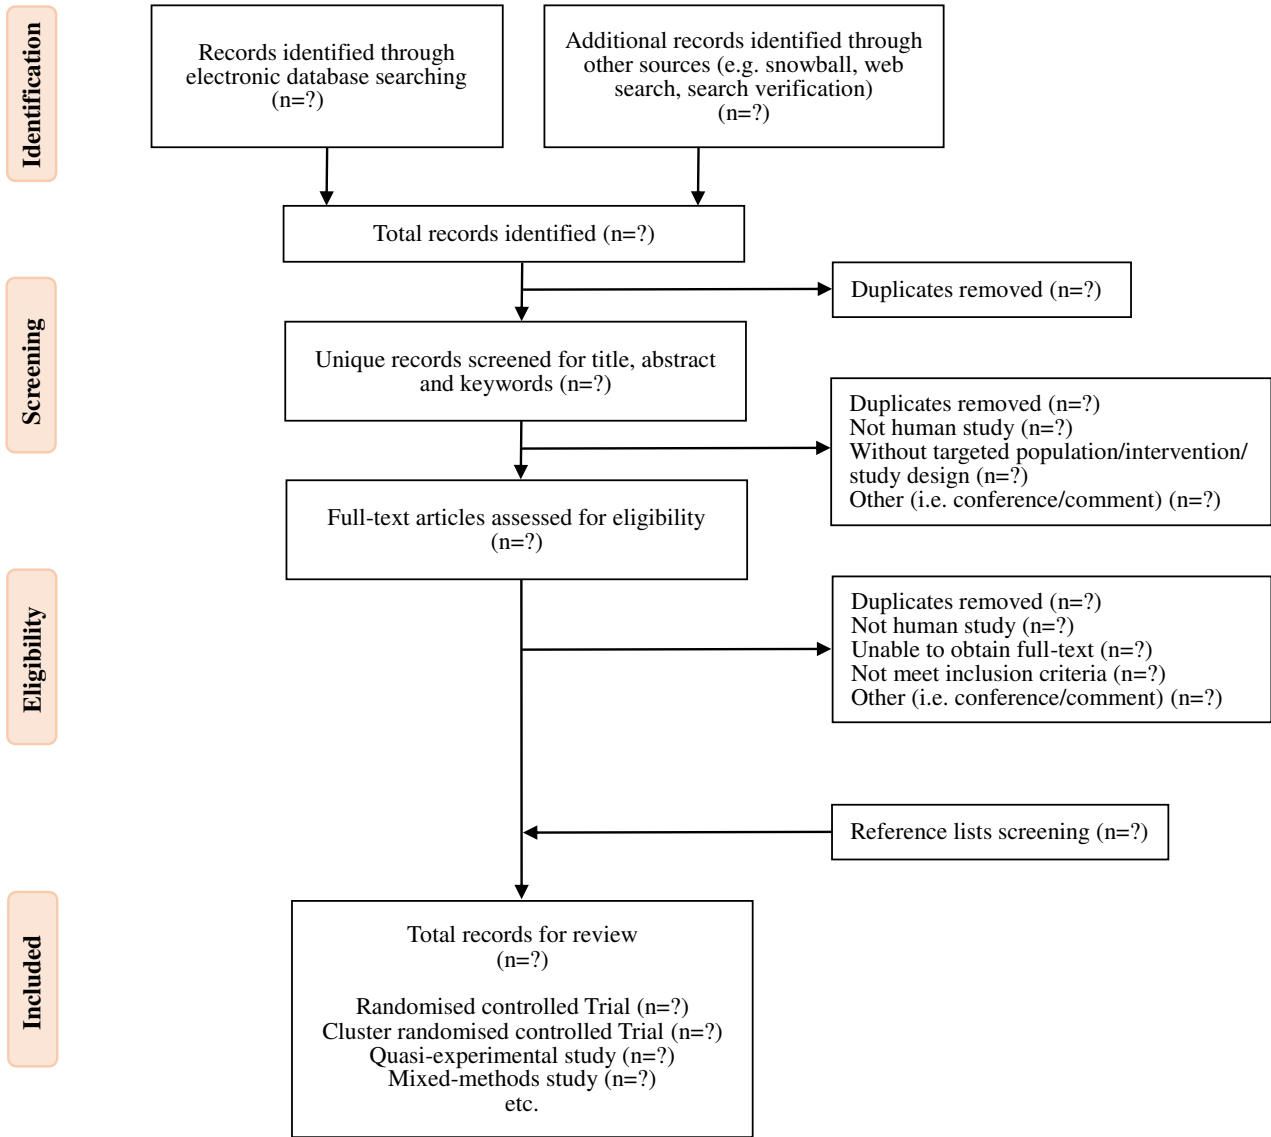 Identification
Records identified through
electronic database searching
(n=?)
Additional records identified through
other sources (e.g. snowball, web
search, search verification)
(n=?)
Total records identified (n=?)
Duplicates removed (n=?)
Screening
Unique records screened for title, abstract
and keywords (n=?)
Duplicates removed (n=?)
Not human study (n=?)
Without targeted population/intervention/
study design (n=?)
Other (i.e. conference/comment) (n=?)
Full-text articles assessed for eligibility
(n=?)
Eligibility
Duplicates removed (n=?)
Not human study (n=?)
Unable to obtain full-text (n=?)
Not meet inclusion criteria (n=?)
Other (i.e. conference/comment) (n=?)
Reference lists screening (n=?)
Included
Total records for review
(n=?)
Randomised controlled Trial (n=?)
Cluster randomised controlled Trial (n=?)
Quasi-experimental study (n=?)
Mixed-methods study (n=?)
etc.